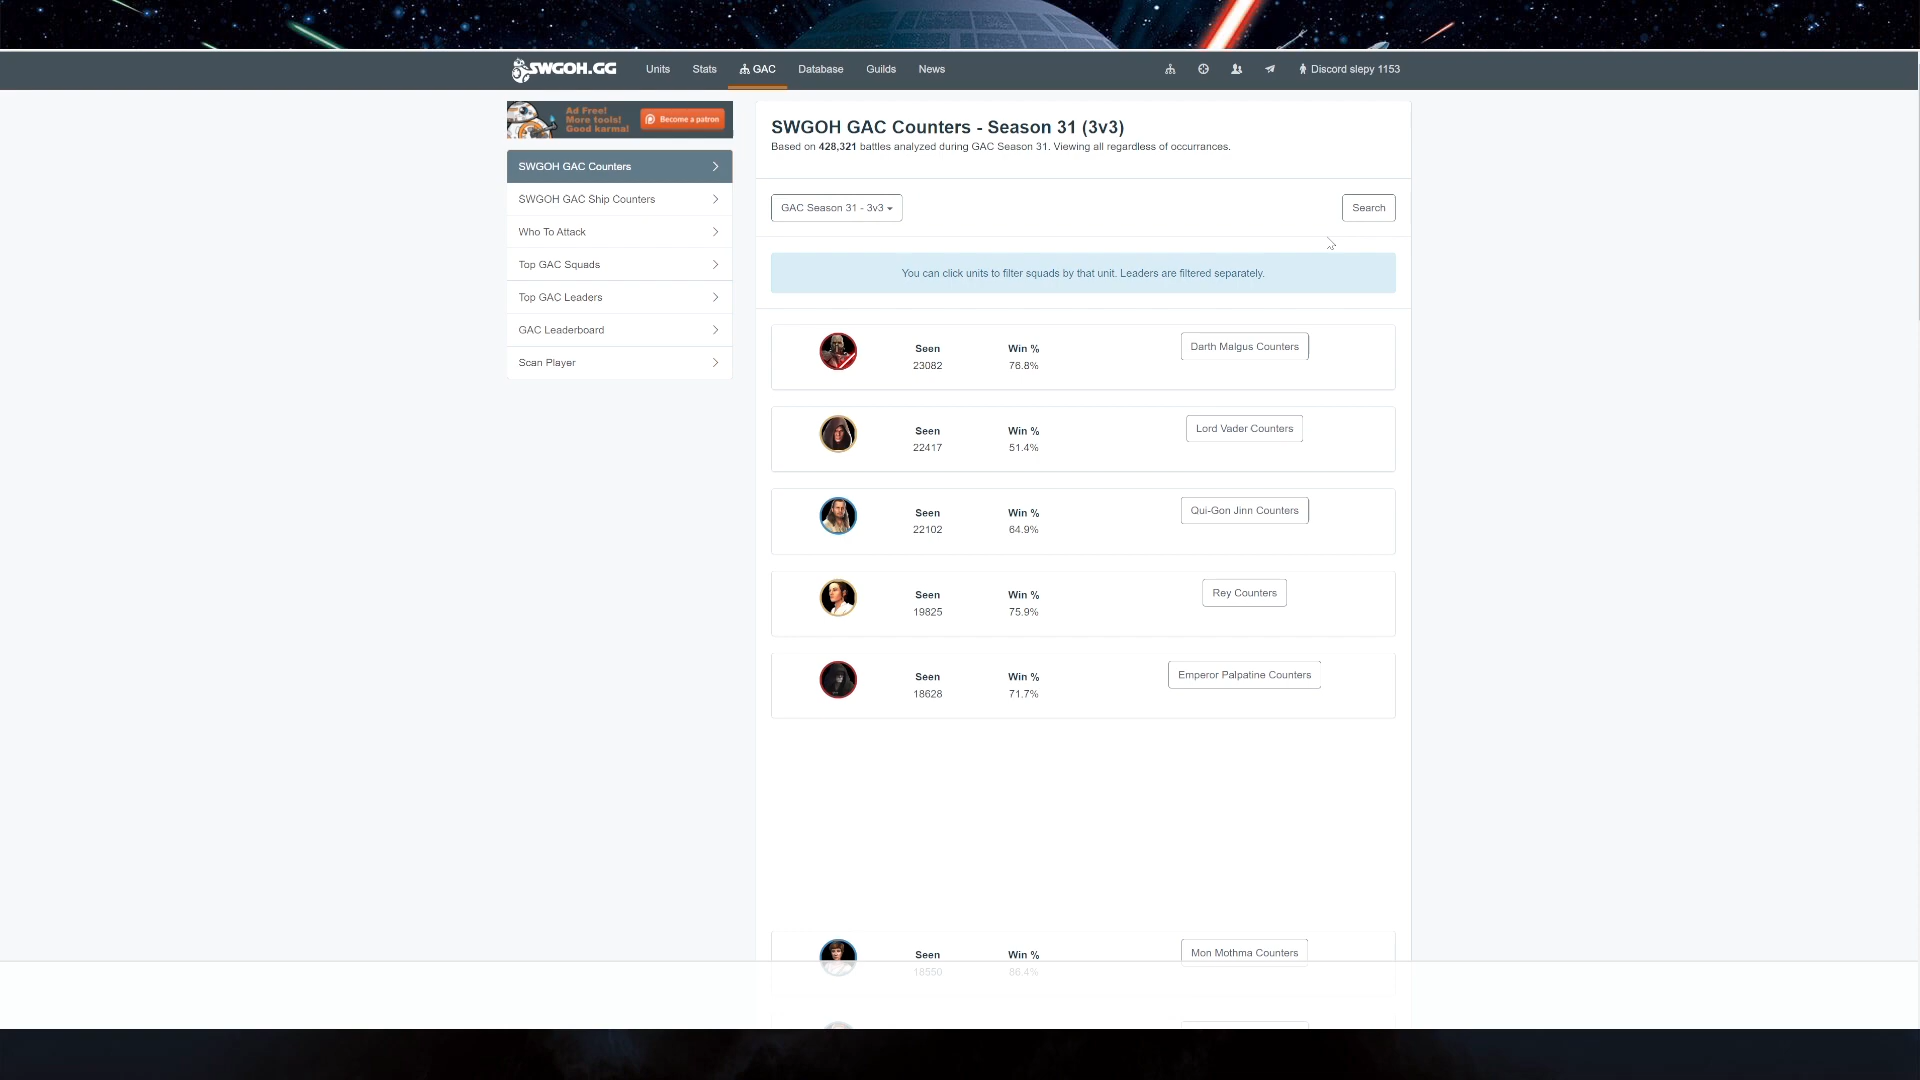 SWGOH.GG
Units
Stats
GAC
Database
Guilds
News
Discord slepy 1153
Ad Free!
More tools!
Good karma!
Become a patron
SWGOH GAC Counters
SWGOH GAC Ship Counters
Who To Attack
Top GAC Squads
Top GAC Leaders
GAC Leaderboard
Scan Player
SWGOH GAC Counters - Season 31 (3v3)
Based on 428,321 battles analyzed during GAC Season 31. Viewing all regardless of occurrances.
GAC Season 31 - 3v3
Search
You can click units to filter squads by that unit. Leaders are filtered separately.
Seen Win % Darth Malgus Counters
23082 76.8%
Seen Win % Lord Vader Counters
22417 51.4%
Seen Win % Qui-Gon Jinn Counters
22102 64.9%
Seen Win % Rey Counters
19825 75.9%
Seen Win % Emperor Palpatine Counters
18628 71.7%
Seen Win % Mon Mothma Counters
18550 86.4%